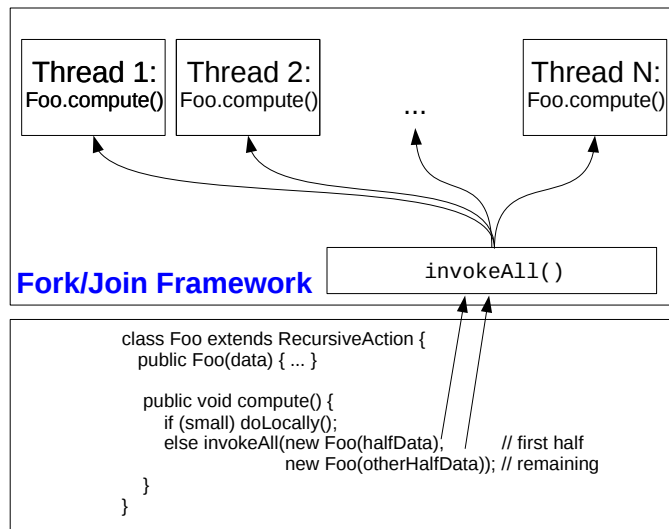 Thread 1:
Foo.compute()
Thread 2:
Foo.compute()
...
Thread N:
Foo.compute()
invokeAll()
Fork/Join Framework
class Foo extends RecursiveAction {
public Foo(data) { ... }
public void compute() {
if (small) doLocally();
else invokeAll(new Foo(halfData), // first half
new Foo(otherHalfData)); // remaining
}
}